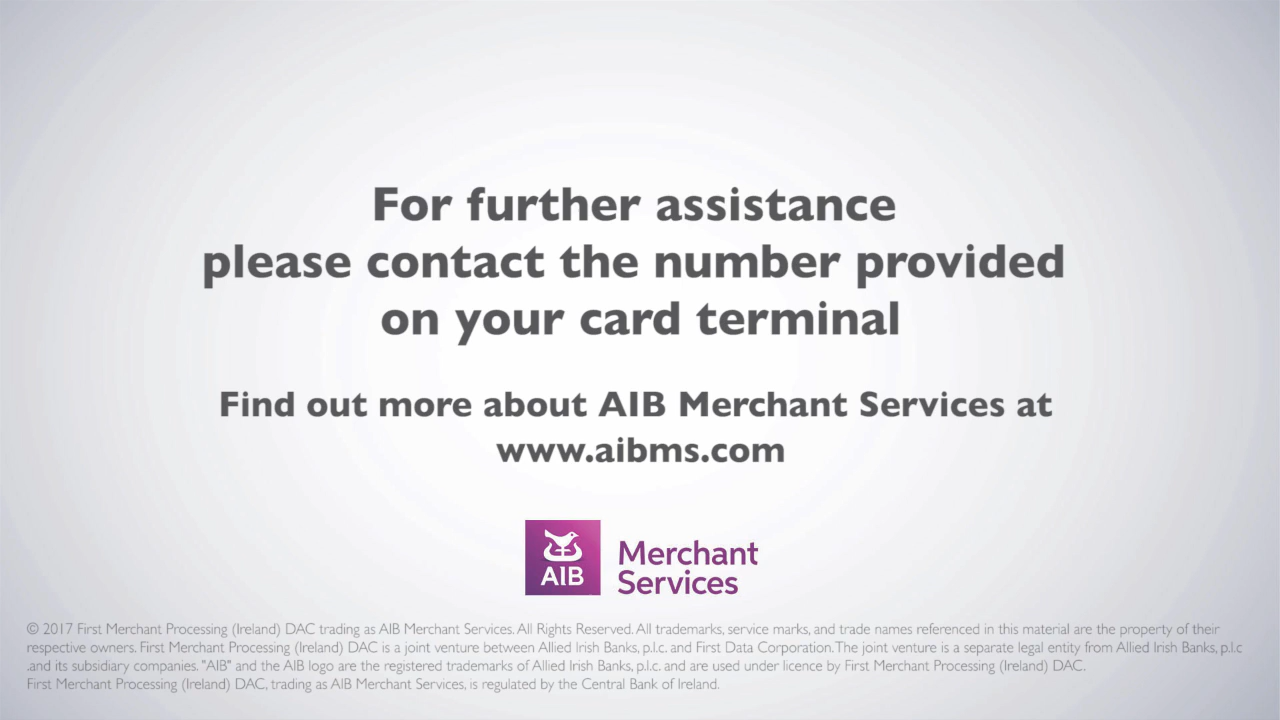 For further assistance
please contact the number provided
on your card terminal
Find out more about AIB Merchant Services at
www.aibms.com
AIB
Merchant
Services
© 2017 First Merchant Processing (Ireland) DAC trading as AIB Merchant Services. All Rights Reserved. All trademarks, service marks, and trade names referenced in this material are the property of their
respective owners. First Merchant Processing (Ireland) DAC is a joint venture between Allied Irish Banks, p.l.c. and First Data Corporation. The joint venture is a separate legal entity from Allied Irish Banks, p.l.c
.and its subsidiary companies. "AIB" and the AIB logo are the registered trademarks of Allied Irish Banks, p.l.c. and are used under licence by First Merchant Processing (Ireland) DAC.
First Merchant Processing (Ireland) DAC, trading as AIB Merchant Services, is regulated by the Central Bank of Ireland.